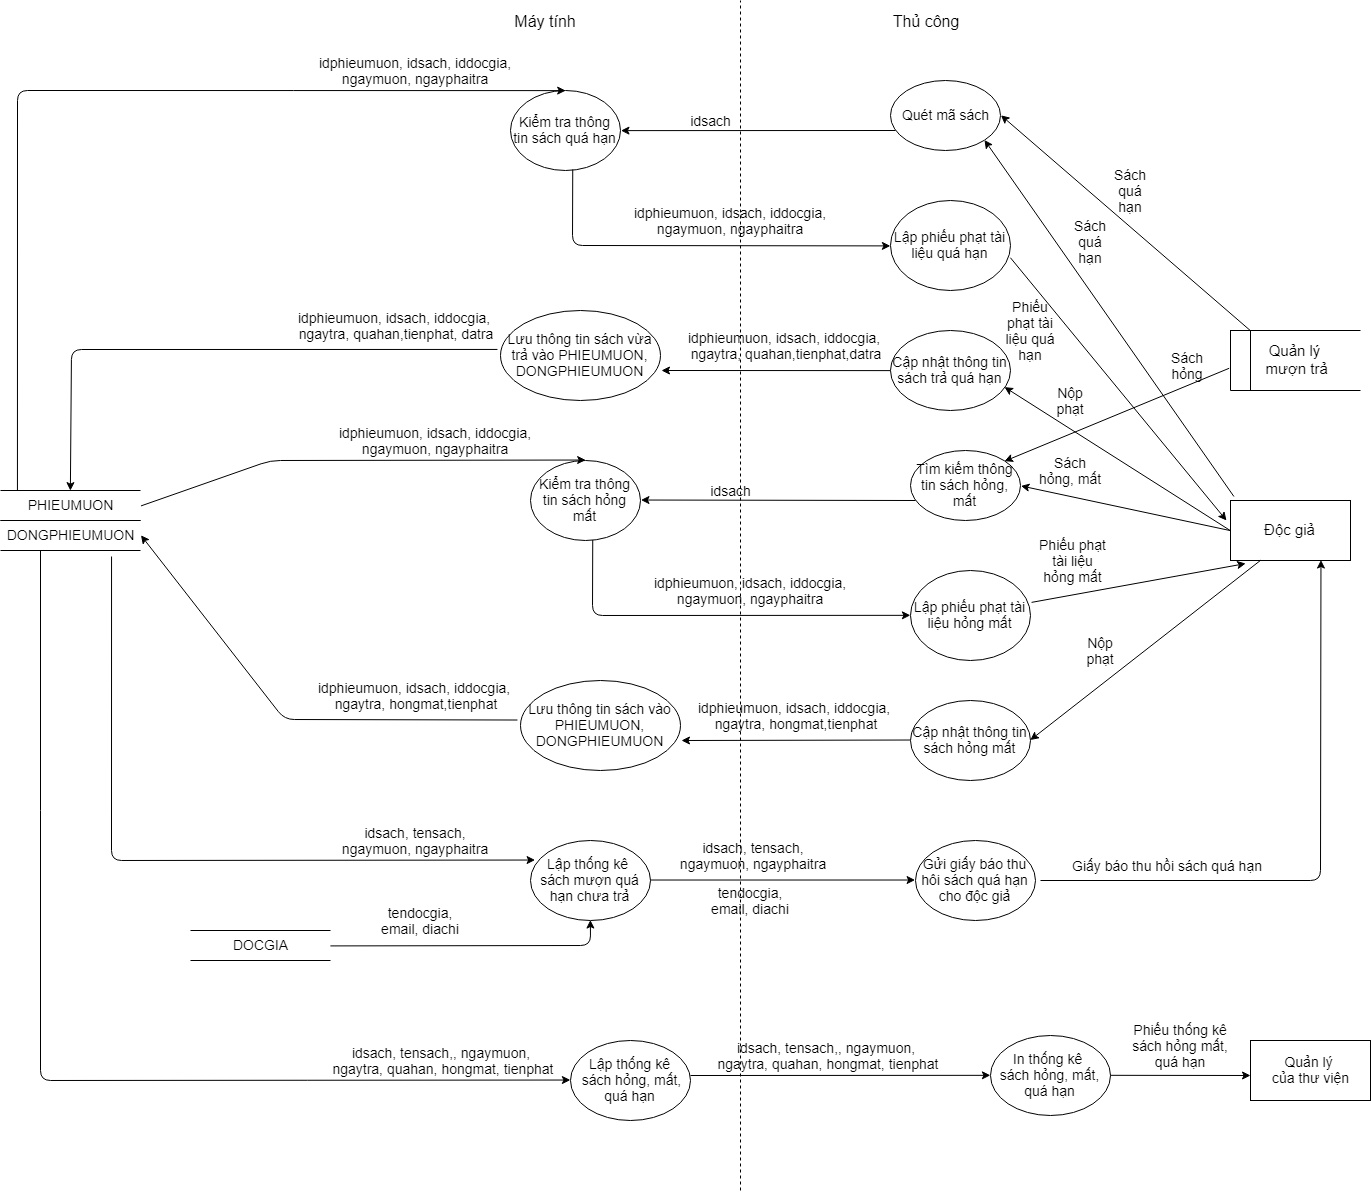 Máy tính
Thủ công
idphieumuon, idsach, iddocgia,
ngaymuon, ngayphaitra
Kiểm tra thông
tin sách quá hạn
idsach
Quét mã sách
Sách
quá
hạn
Sách
quá
hạn
idphieumuon, idsach, iddocgia,
ngaymuon, ngayphaitra
Lập phiếu phạt tài
liệu quá hạn
Phiếu
phạt tài
liệu quá
hạn
idphieumuon, idsach, iddocgia,
ngaytra, quahan,tienphat, datra
Lưu thông tin sách vừa
trả vào PHIEUMUON,
DONGPHIEUMUON
idphieumuon, idsach, iddocgia,
ngaytra, quahan,tienphat,datra
Cập nhật thông tin
sách trả quá hạn
Quản lý
mượn trả
Sách
hỏng
Nộp
phạt
idphieumuon, idsach, iddocgia,
ngaymuon, ngayphaitra
Kiểm tra thông
tin sách hỏng
mất
idsach
Tìm kiếm thông
tin sách hỏng,
mất
Sách
hỏng, mất
PHIEUMUON
DONGPHIEUMUON
Độc giả
idphieumuon, idsach, iddocgia,
ngaymuon, ngayphaitra
Lập phiếu phạt tài
liệu hỏng mất
Phiếu phạt
tài liệu
hỏng mất
Nộp
phạt
idphieumuon, idsach, iddocgia,
ngaytra, hongmat,tienphat
Lưu thông tin sách vào
PHIEUMUON,
DONGPHIEUMUON
idphieumuon, idsach, iddocgia,
ngaytra, hongmat,tienphat
Cập nhật thông tin
sách hỏng mất
idsach, tensach,
ngaymuon, ngayphaitra
Lập thống kê
sách mượn quá
hạn chưa trả
idsach, tensach,
ngaymuon, ngayphaitra
tendocgia,
email, diachi
Gửi giấy báo thu
hồi sách quá hạn
cho độc giả
Giấy báo thu hồi sách quá hạn
tendocgia,
email, diachi
DOCGIA
idsach, tensach,, ngaymuon,
ngaytra, quahan, hongmat, tienphat
Lập thống kê
sách hỏng, mất,
quá hạn
idsach, tensach,, ngaymuon,
ngaytra, quahan, hongmat, tienphat
In thống kê
sách hỏng, mất,
quá hạn
Phiếu thống kê
sách hỏng mất,
quá hạn
Quản lý
của thư viện